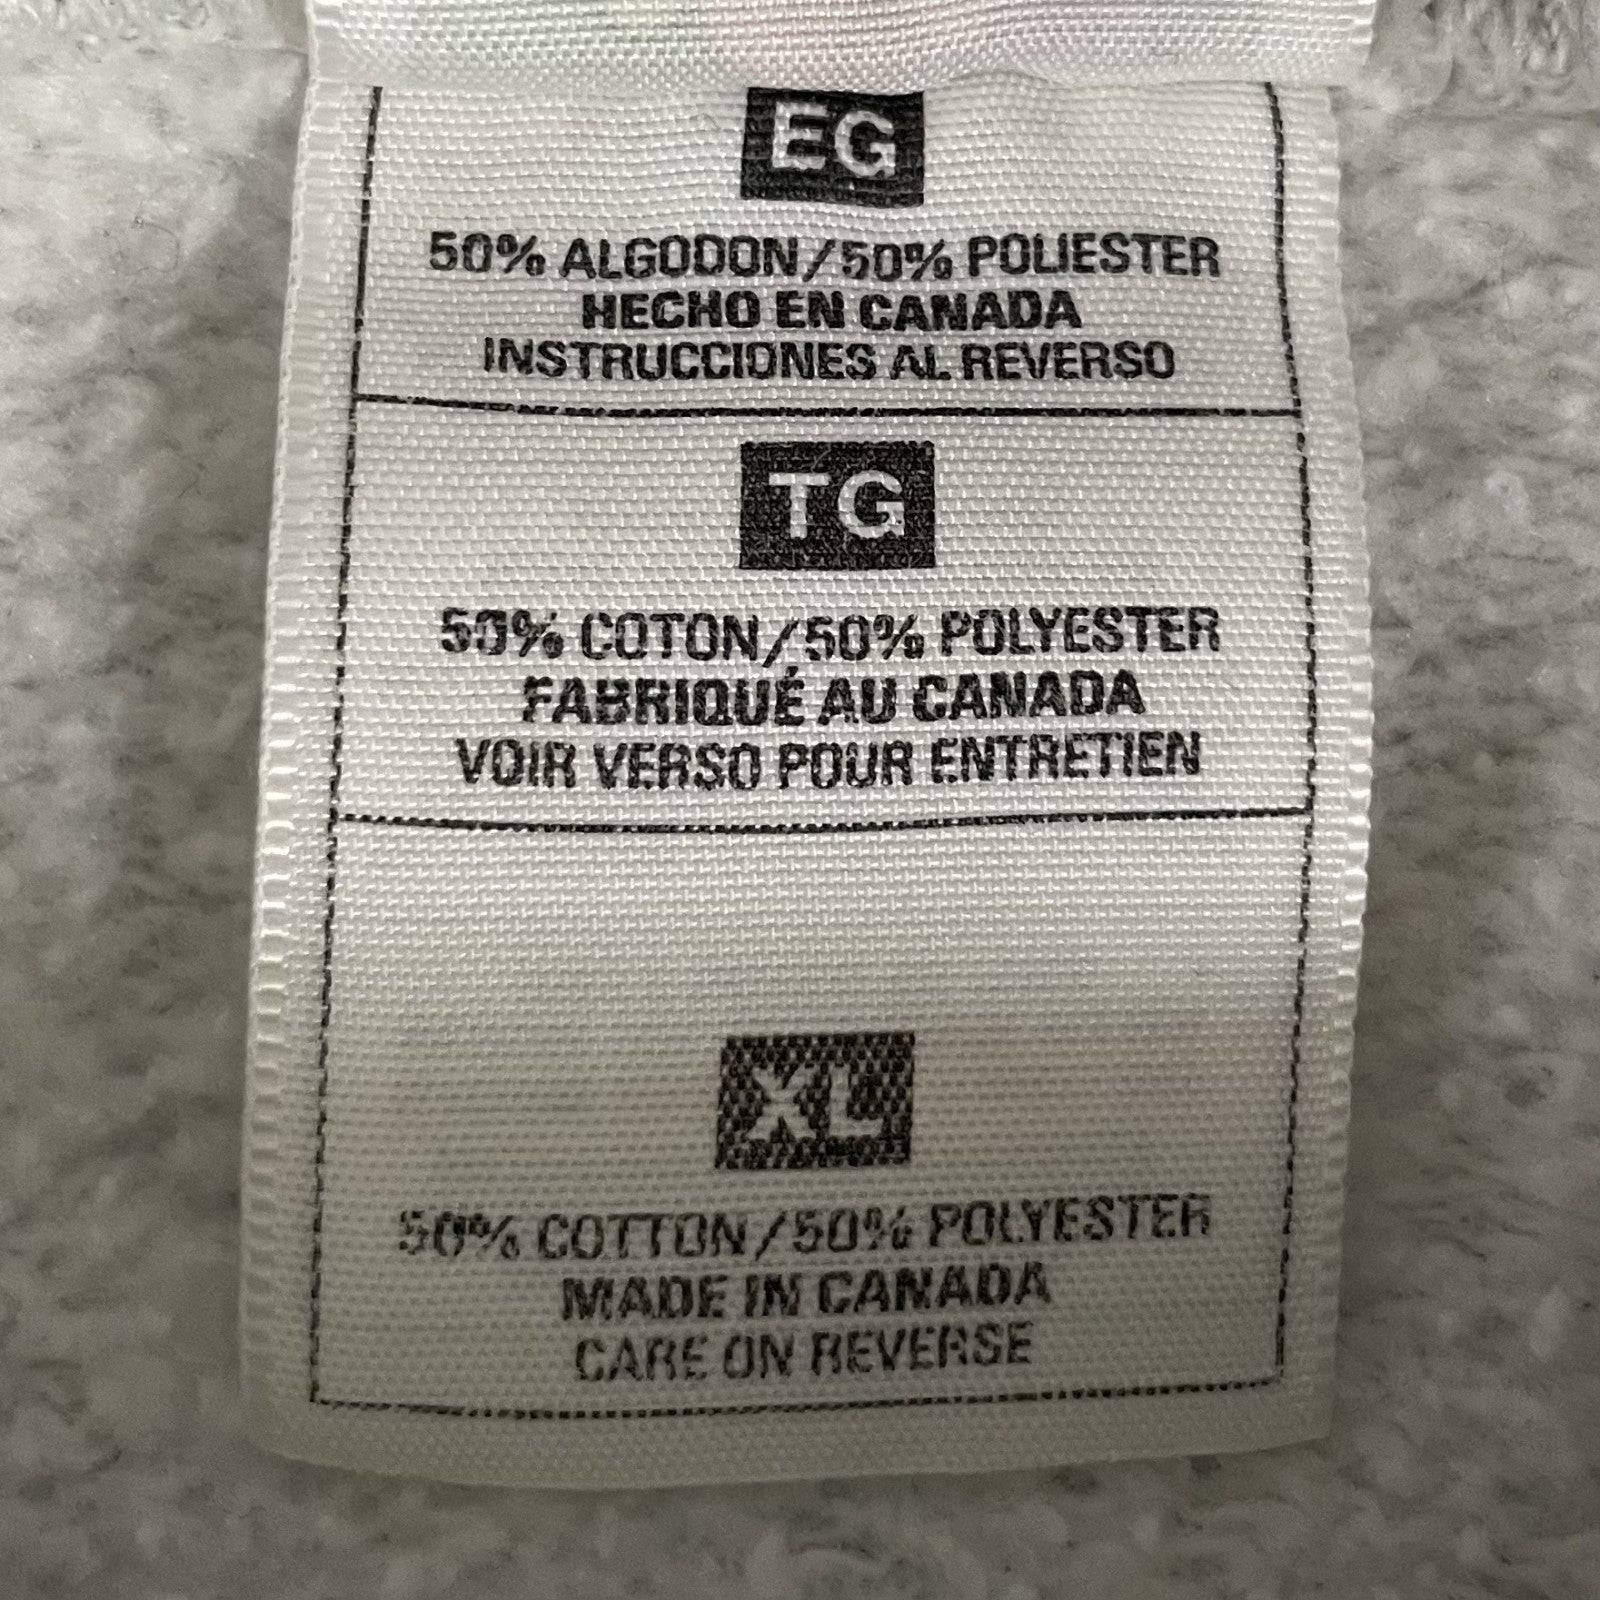 EG
50% ALGODON/50% POLIESTER
HECHO EN CANADA
INSTRUCCIONES AL REVERSO
TG
50% COTON/50% POLYESTER
FABRIQUÉ AU CANADA
VOIR VERSO POUR ENTRETIEN
XL
50% COTTON/50% POLYESTER
MADE IN CANADA
CARE ON REVERSE